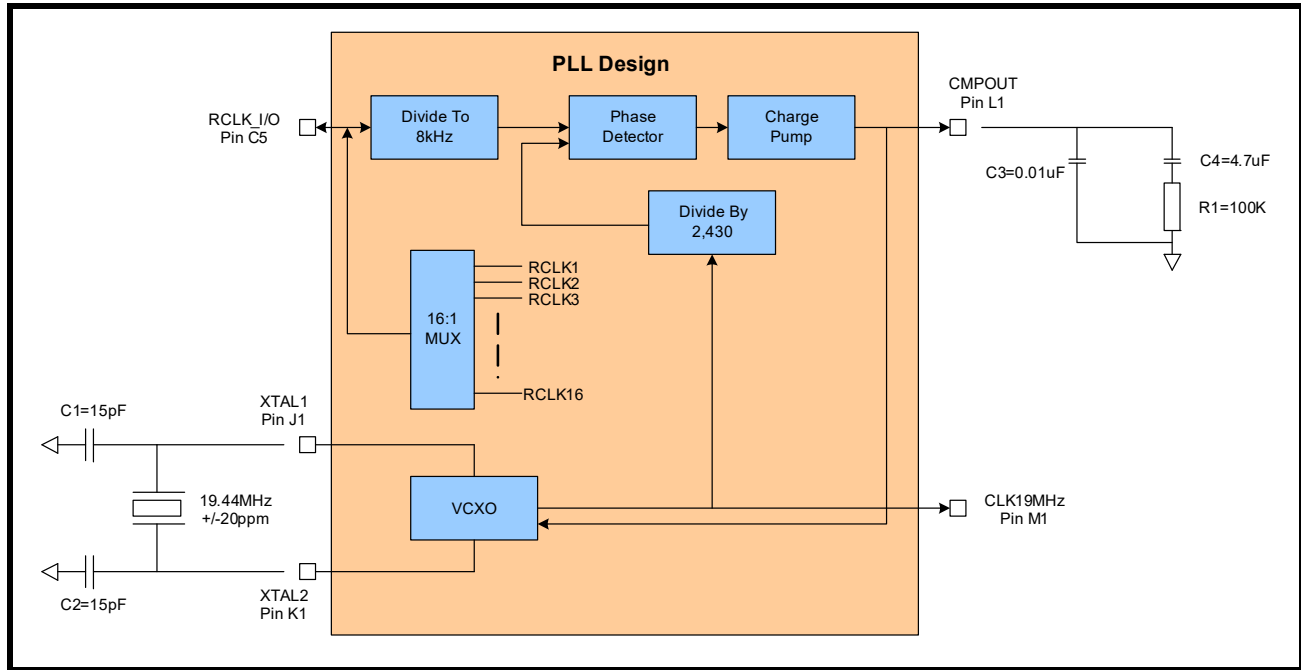 PLL Design
CMPOUT
Pin L1
RCLK_I/O
Pin C5
Divide To
8kHz
Phase
Detector
Charge
Pump
C3=0.01uF
C4=4.7uF
R1=100K
Divide By
2,430
16:1
MUX
RCLK1
RCLK2
RCLK3
RCLK16
C1=15pF
XTAL1
Pin J1
19.44MHz
+/-20ppm
VCXO
CLK19MHz
Pin M1
C2=15pF
XTAL2
Pin K1